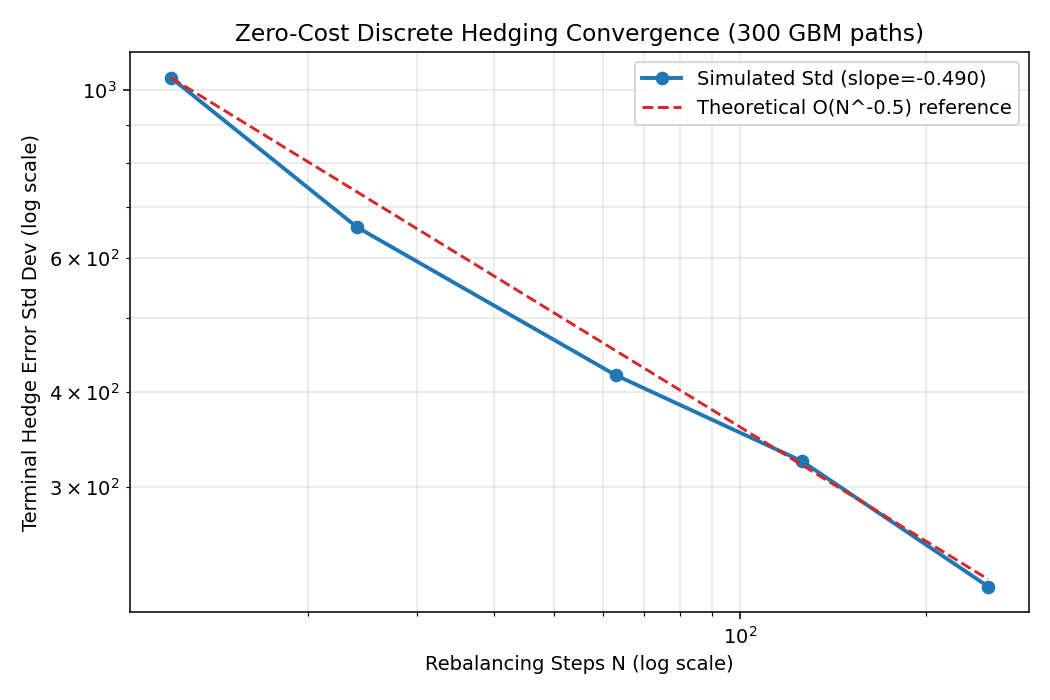 Zero-Cost Discrete Hedging Convergence (300 GBM paths)
Simulated Std (slope=-0.490)
Theoretical O(N^-0.5) reference
Terminal Hedge Error Std Dev (log scale)
10³
6 × 10²
4 × 10²
3 × 10²
10²
Rebalancing Steps N (log scale)